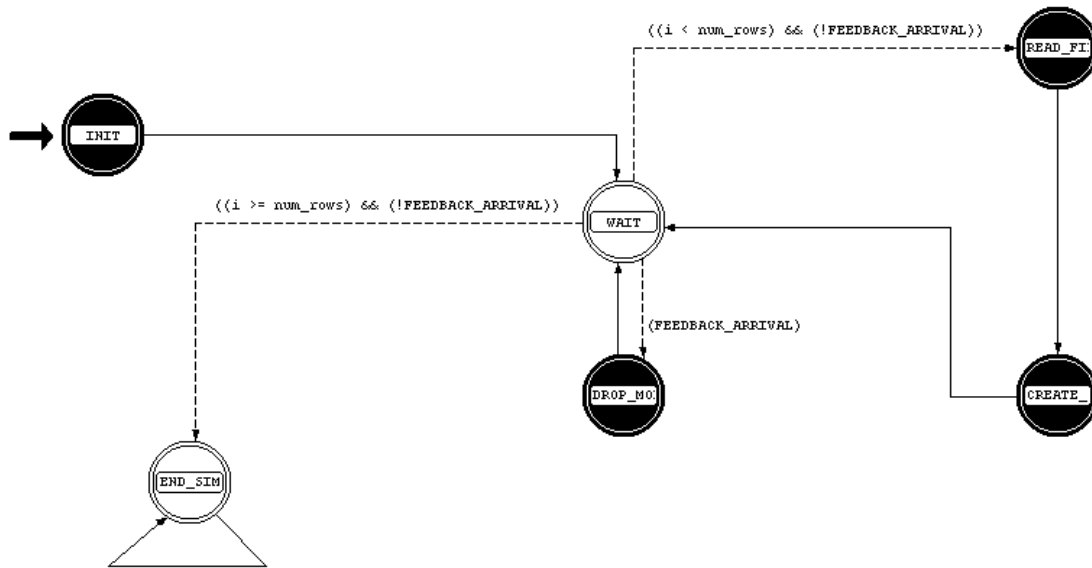 ((i < num_rows) && (!FEEDBACK_ARRIVAL))
READ_FI
INIT
((i >= num_rows) && (!FEEDBACK_ARRIVAL))
WAIT
(FEEDBACK_ARRIVAL)
DROP_MO
CREATE_
END_SIM